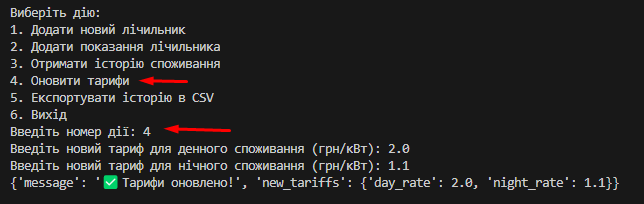 Виберіть дію:
1. Додати новий лічильник
2. Додати показання лічильника
3. Отримати історію споживання
4. Оновити тарифи
5. Експортувати історію в CSV
6. Вихід
Введіть номер дії: 4
Введіть новий тариф для денного споживання (грн/кВт): 2.0
Введіть новий тариф для нічного споживання (грн/кВт): 1.1
{'message': '✅ Тарифи оновлено!', 'new_tariffs': {'day_rate': 2.0, 'night_rate': 1.1}}